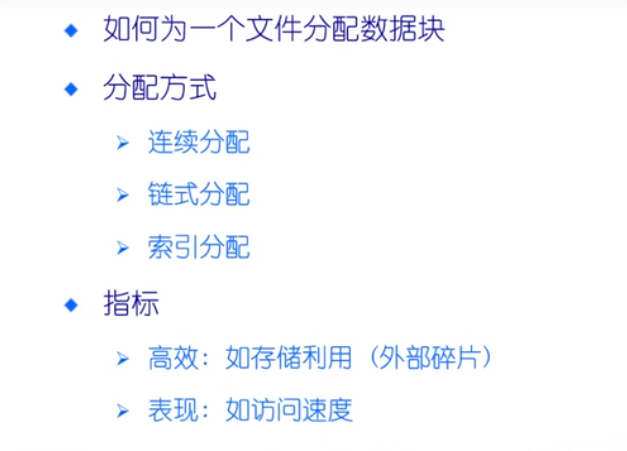 如何为一个文件分配数据块
分配方式
连续分配
链式分配
索引分配
指标
高效：如存储利用（外部碎片）
表现：如访问速度